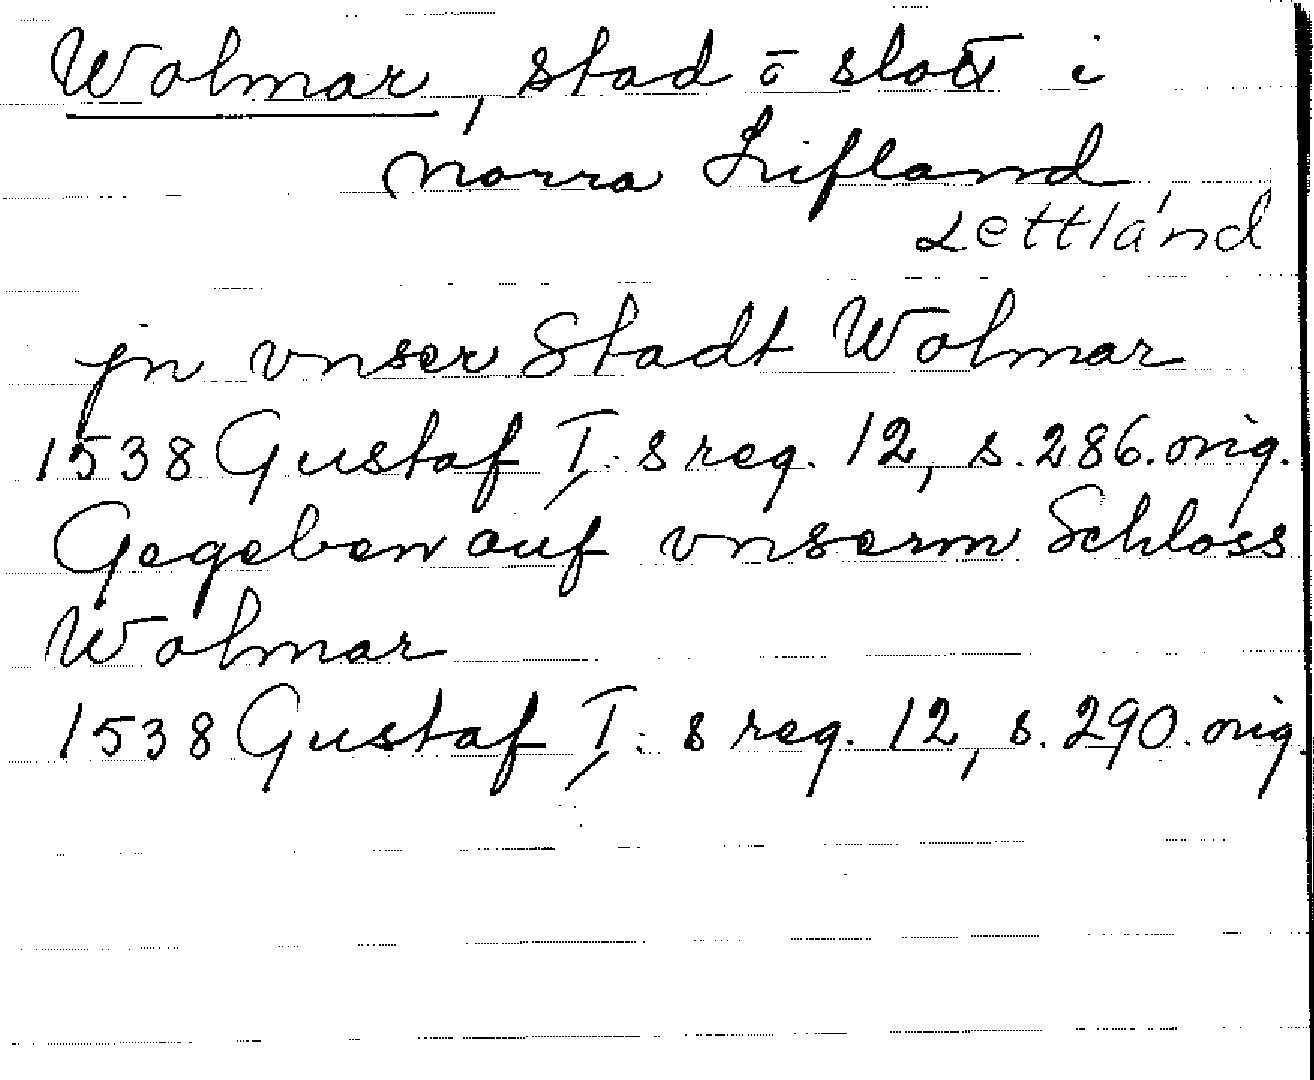 Wolmar, stad o slott i
norra Lifland
Lettland
jn vnser Stadt Wolmar
1538 Gustaf I: s reg. 12, s. 286. orig.
Gegeben auf vnserm Schloss
Wolmar
1538 Gustaf I: s reg. 12, s. 290. orig.